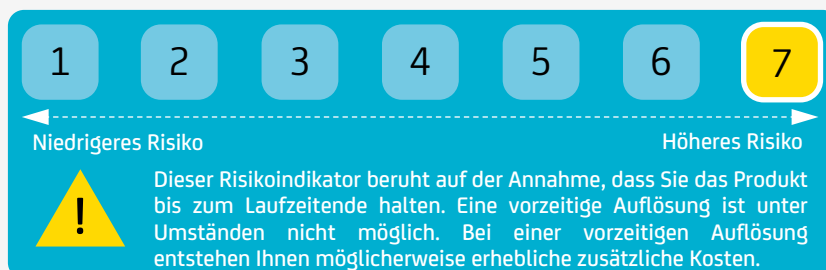 1 2 3 4 5 6 7
Niedrigeres Risiko Höheres Risiko
! Dieser Risikoindikator beruht auf der Annahme, dass Sie das Produkt
bis zum Laufzeitende halten. Eine vorzeitige Auflösung ist unter
Umständen nicht möglich. Bei einer vorzeitigen Auflösung
entstehen Ihnen möglicherweise erhebliche zusätzliche Kosten.